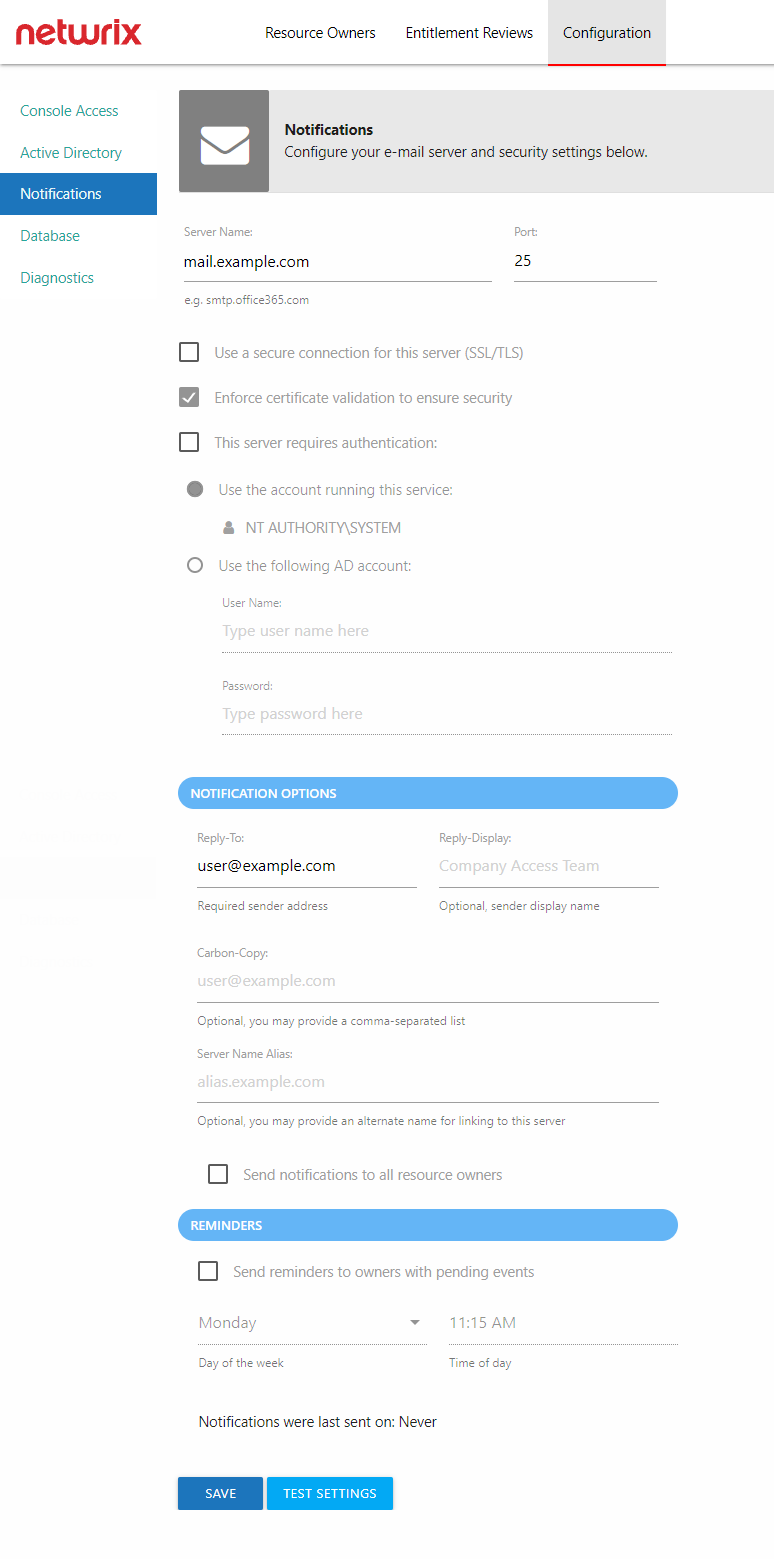 netwrix
Resource Owners
Entitlement Reviews
Configuration
Console Access
Active Directory
Notifications
Database
Diagnostics
Notifications
Configure your e-mail server and security settings below.
Server Name:
Port:
mail.example.com
25
e.g. smtp.office365.com
Use a secure connection for this server (SSL/TLS)
Enforce certificate validation to ensure security
This server requires authentication:
Use the account running this service:
NT AUTHORITY\SYSTEM
Use the following AD account:
User Name:
Type user name here
Password:
Type password here
NOTIFICATION OPTIONS
Reply-To:
Reply-Display:
user@example.com
Company Access Team
Required sender address
Optional, sender display name
Carbon-Copy:
user@example.com
Optional, you may provide a comma-separated list
Server Name Alias:
alias.example.com
Optional, you may provide an alternate name for linking to this server
Send notifications to all resource owners
REMINDERS
Send reminders to owners with pending events
Monday
11:15 AM
Day of the week
Time of day
Notifications were last sent on: Never
SAVE
TEST SETTINGS